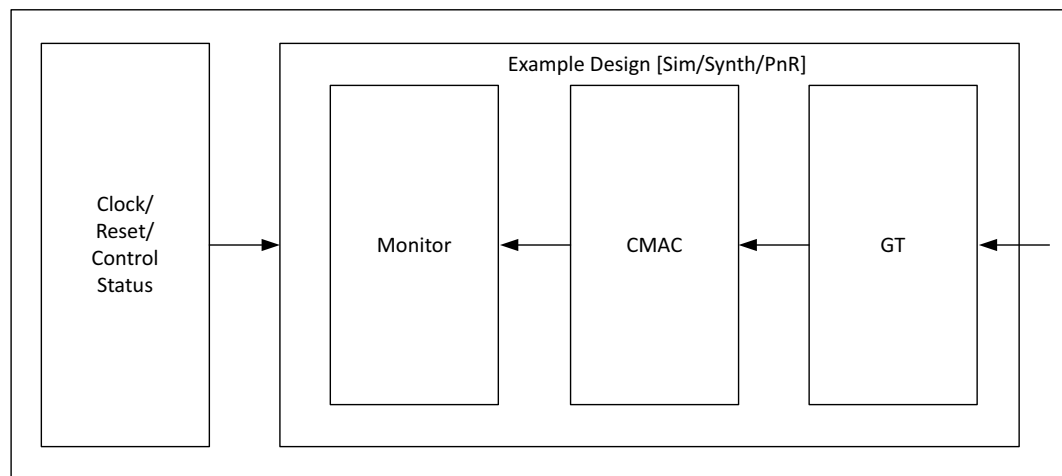 Example Design [Sim/Synth/PnR]
Clock/
Reset/
Control
Status
Monitor
CMAC
GT